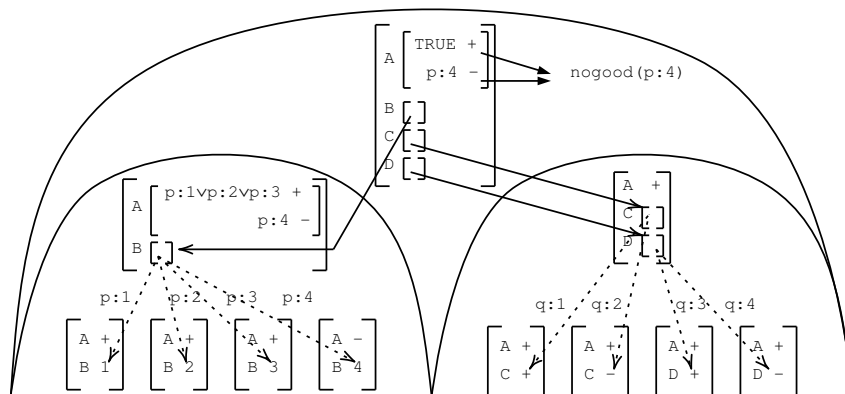 TRUE +
A
p:4 -
nogood(p:4)
B
C
D
p:1vp:2vp:3 +
A
p:4 -
B
A +
C
D
p:1 p:2 p:3 p:4
q:1 q:2 q:3 q:4
A + A + A + A -
B 1 B 2 B 3 B 4
A + A + A + A +
C + C - D + D -